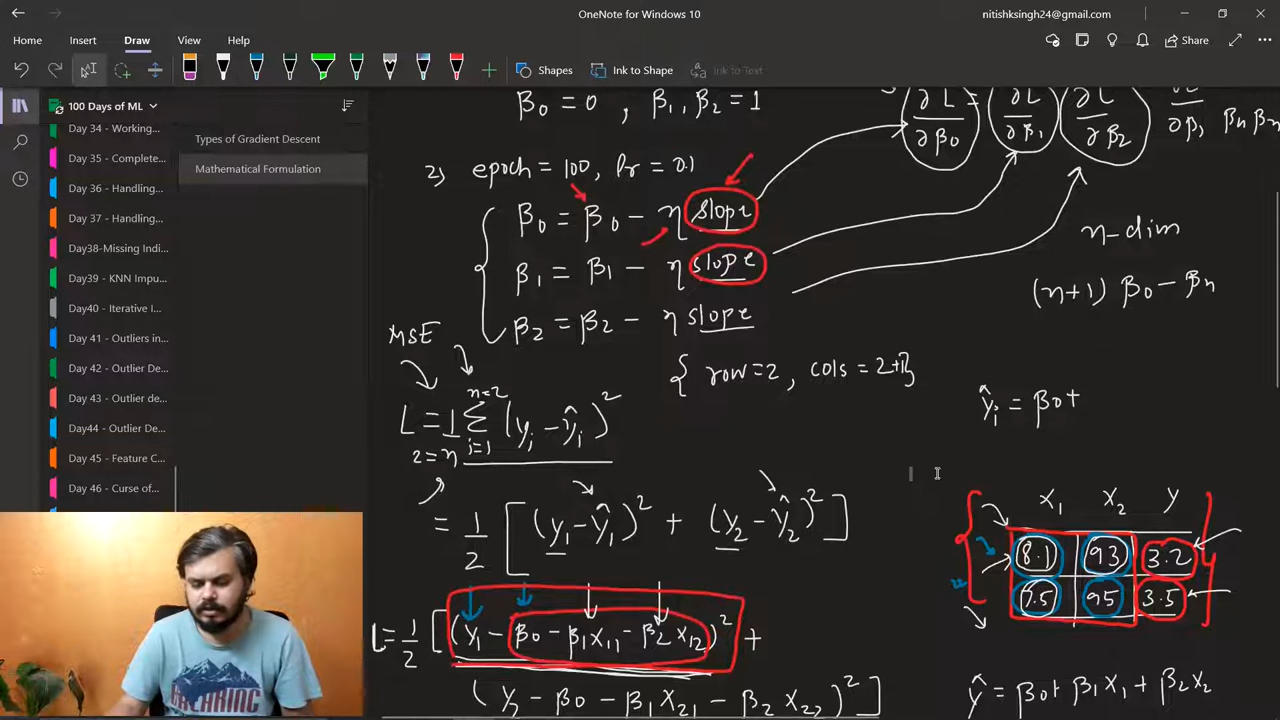 OneNote for Windows 10
nitishksingh24@gmail.com
Home Insert Draw View Help
Share
Shapes Ink to Shape Ink to Text
100 Days of ML
Day 34 - Working...
Day 35 - Complete...
Day 36 - Handling...
Day 37 - Handling...
Day38-Missing Indi...
Day39 - KNN Impu...
Day40 - Iterative I...
Day 41 - Outliers in...
Day 42 - Outlier De...
Day 43 - Outlier de...
Day44 - Outlier De...
Day 45 - Feature C...
Day 46 - Curse of...
Types of Gradient Descent
Mathematical Formulation
β0 = 0 , β1, β2 = 1
∂L/∂β0 = ∂L/∂β1 ∂L/∂β2
βn
2) epoch = 100, lr = 0.1
β0 = β0 - η slope
β1 = β1 - η slope
β2 = β2 - η slope
n-dim
(n+1) β0 - βn
MSE
{ row=2, cols = 2+1}
L = 1/n Σ (yi - ŷi)²
n=2
i=1
2=n
ŷi = β0+
= 1/2 [(y1 - ŷ1)² + (y2 - ŷ2)²]
X1 X2 Y
8.1 93 3.2
7.5 95 3.5
L = 1/2 [(y1 - β0 - β1X11 - β2X12)² +
(y2 - β0 - β1X21 - β2X22)²]
ŷ = β0+ β1X1 + β2X2